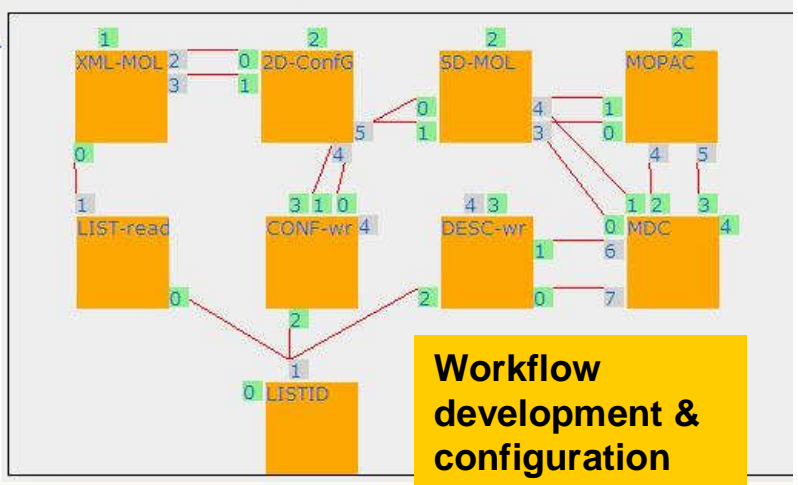 1 2 2 2
XML-MOL 2 0 2D-ConfG SD-MOL MOPAC
3 1 0 4 1
5 1 3 0
0 4 4 5
1 3 1 0 4 3 1 2 3
LIST-read CONF-wr 4 DESC-wr 0 MDC 4
1 6
0 2 0 7
2
1
0 LISTID
Workflow
development &
configuration